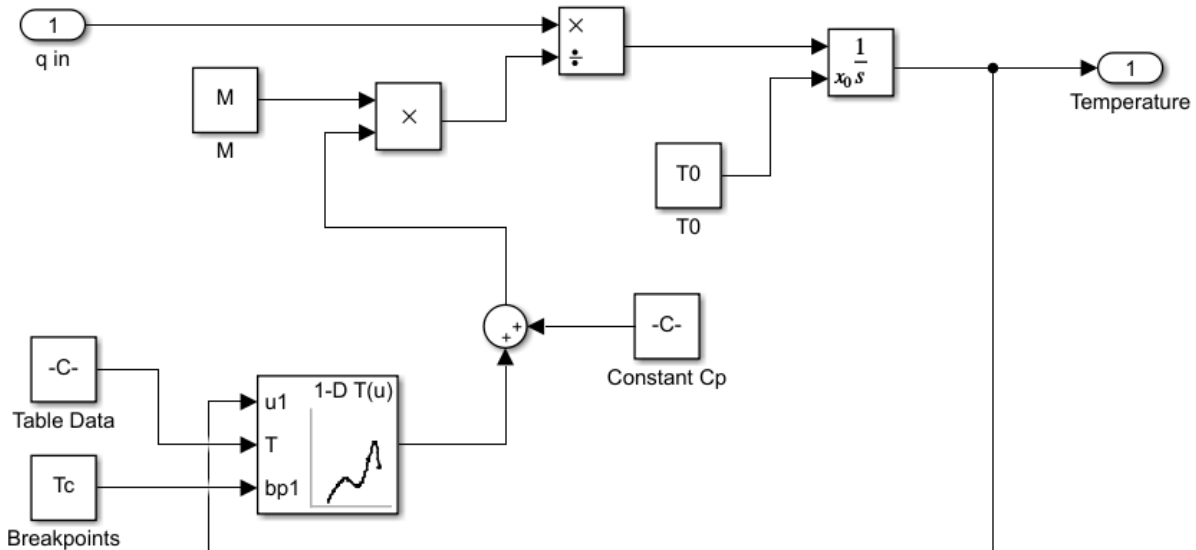 1
q in
×
÷
M
M
×
1
x₀ s
T0
T0
1
Temperature
-C-
Constant Cp
+
+
-C-
Table Data
1-D T(u)
u1
T
bp1
Tc
Breakpoints